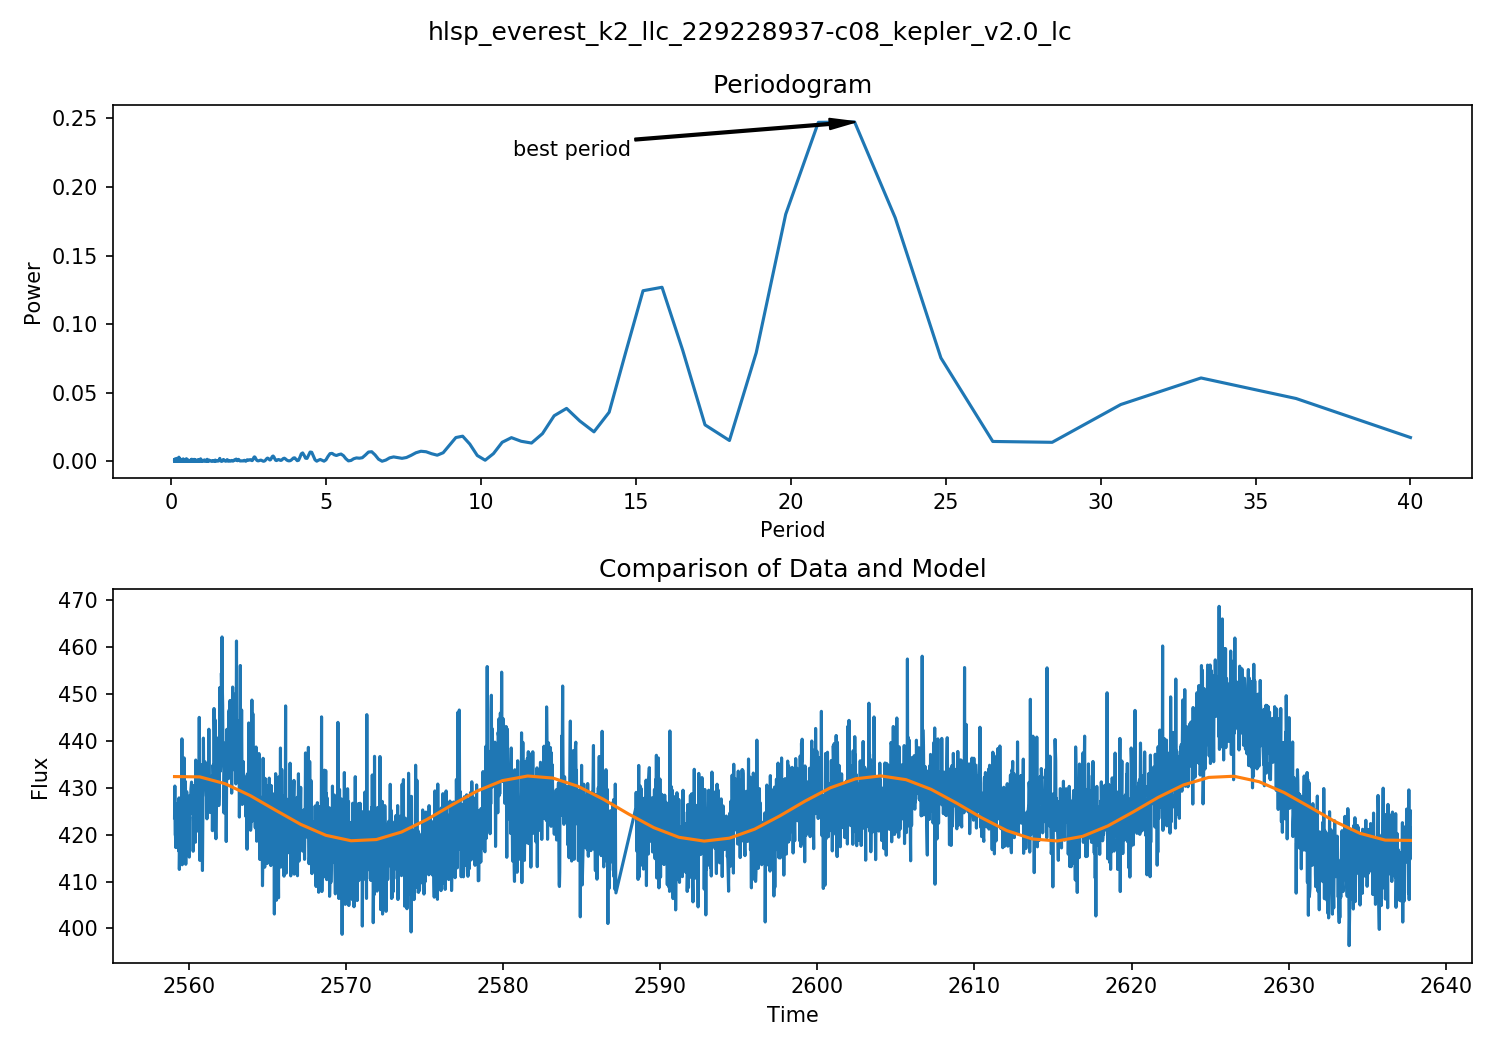 hlsp_everest_k2_llc_229228937-c08_kepler_v2.0_lc
Periodogram
0.25
0.20
0.15
0.10
0.05
0.00
Power
best period
0 5 10 15 20 25 30 35 40
Period
Comparison of Data and Model
470
460
450
440
430
420
410
400
Flux
2560 2570 2580 2590 2600 2610 2620 2630 2640
Time